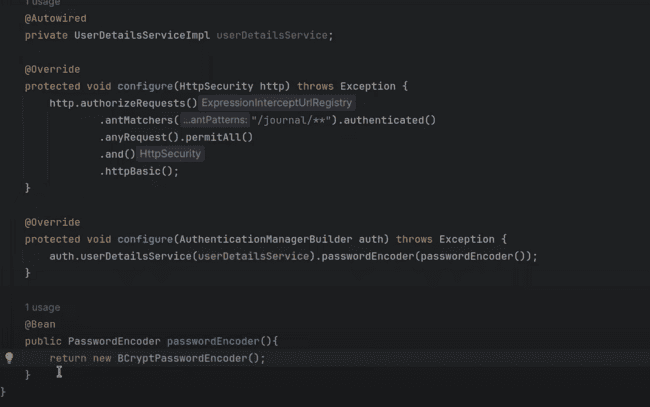 1 usage
@Autowired
private UserDetailsServiceImpl userDetailsService;
@Override
protected void configure(HttpSecurity http) throws Exception {
http.authorizeRequests() ExpressionInterceptUrlRegistry
.antMatchers( ...antPatterns: "/journal/**").authenticated()
.anyRequest().permitAll()
.and() HttpSecurity
.httpBasic();
}
@Override
protected void configure(AuthenticationManagerBuilder auth) throws Exception {
auth.userDetailsService(userDetailsService).passwordEncoder(passwordEncoder());
}
1 usage
@Bean
public PasswordEncoder passwordEncoder(){
return new BCryptPasswordEncoder();
}
}